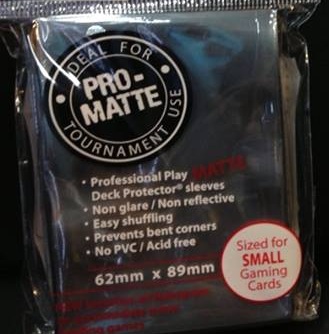 IDEAL FOR
PRO-
MATTE
TOURNAMENT USE
• Professional Play MATTE
Deck Protector® sleeves
• Non glare / Non reflective
• Easy shuffling
• Prevents bent corners
• No PVC / Acid free
62mm x 89mm
Sized for
SMALL
Gaming
Cards